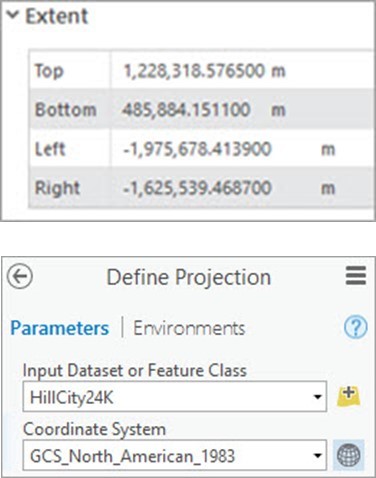 Extent
Top 1,228,318.576500 m
Bottom 485,884.151100 m
Left -1,975,678.413900 m
Right -1,625,539.468700 m
Define Projection
Parameters | Environments ?
Input Dataset or Feature Class
HillCity24K
Coordinate System
GCS_North_American_1983